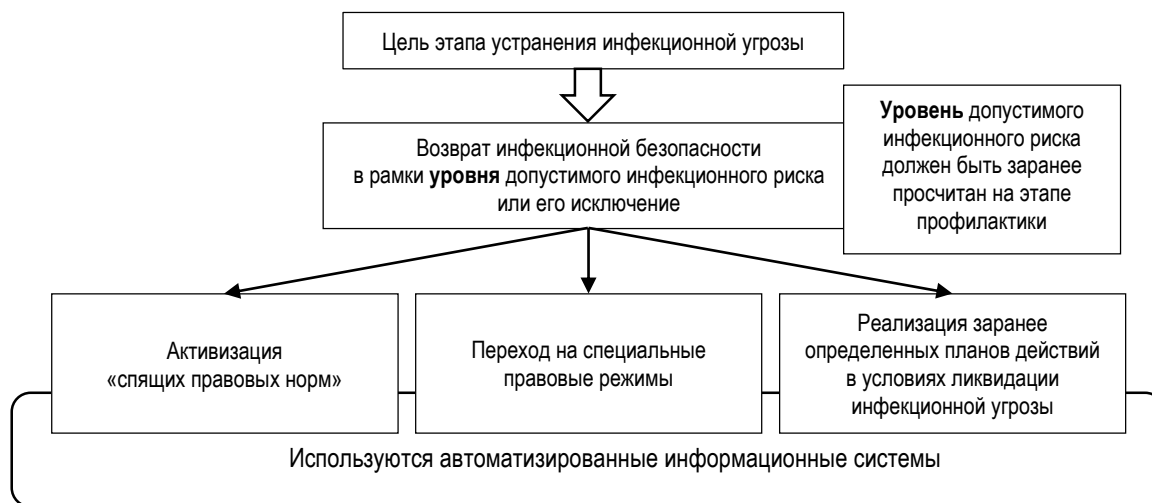 Цель этапа устранения инфекционной угрозы
Возврат инфекционной безопасности
в рамки уровня допустимого инфекционного риска
или его исключение
Уровень допустимого
инфекционного риска
должен быть заранее
просчитан на этапе
профилактики
Активизация
«спящих правовых норм»
Переход на специальные
правовые режимы
Реализация заранее
определенных планов действий
в условиях ликвидации
инфекционной угрозы
Используются автоматизированные информационные системы